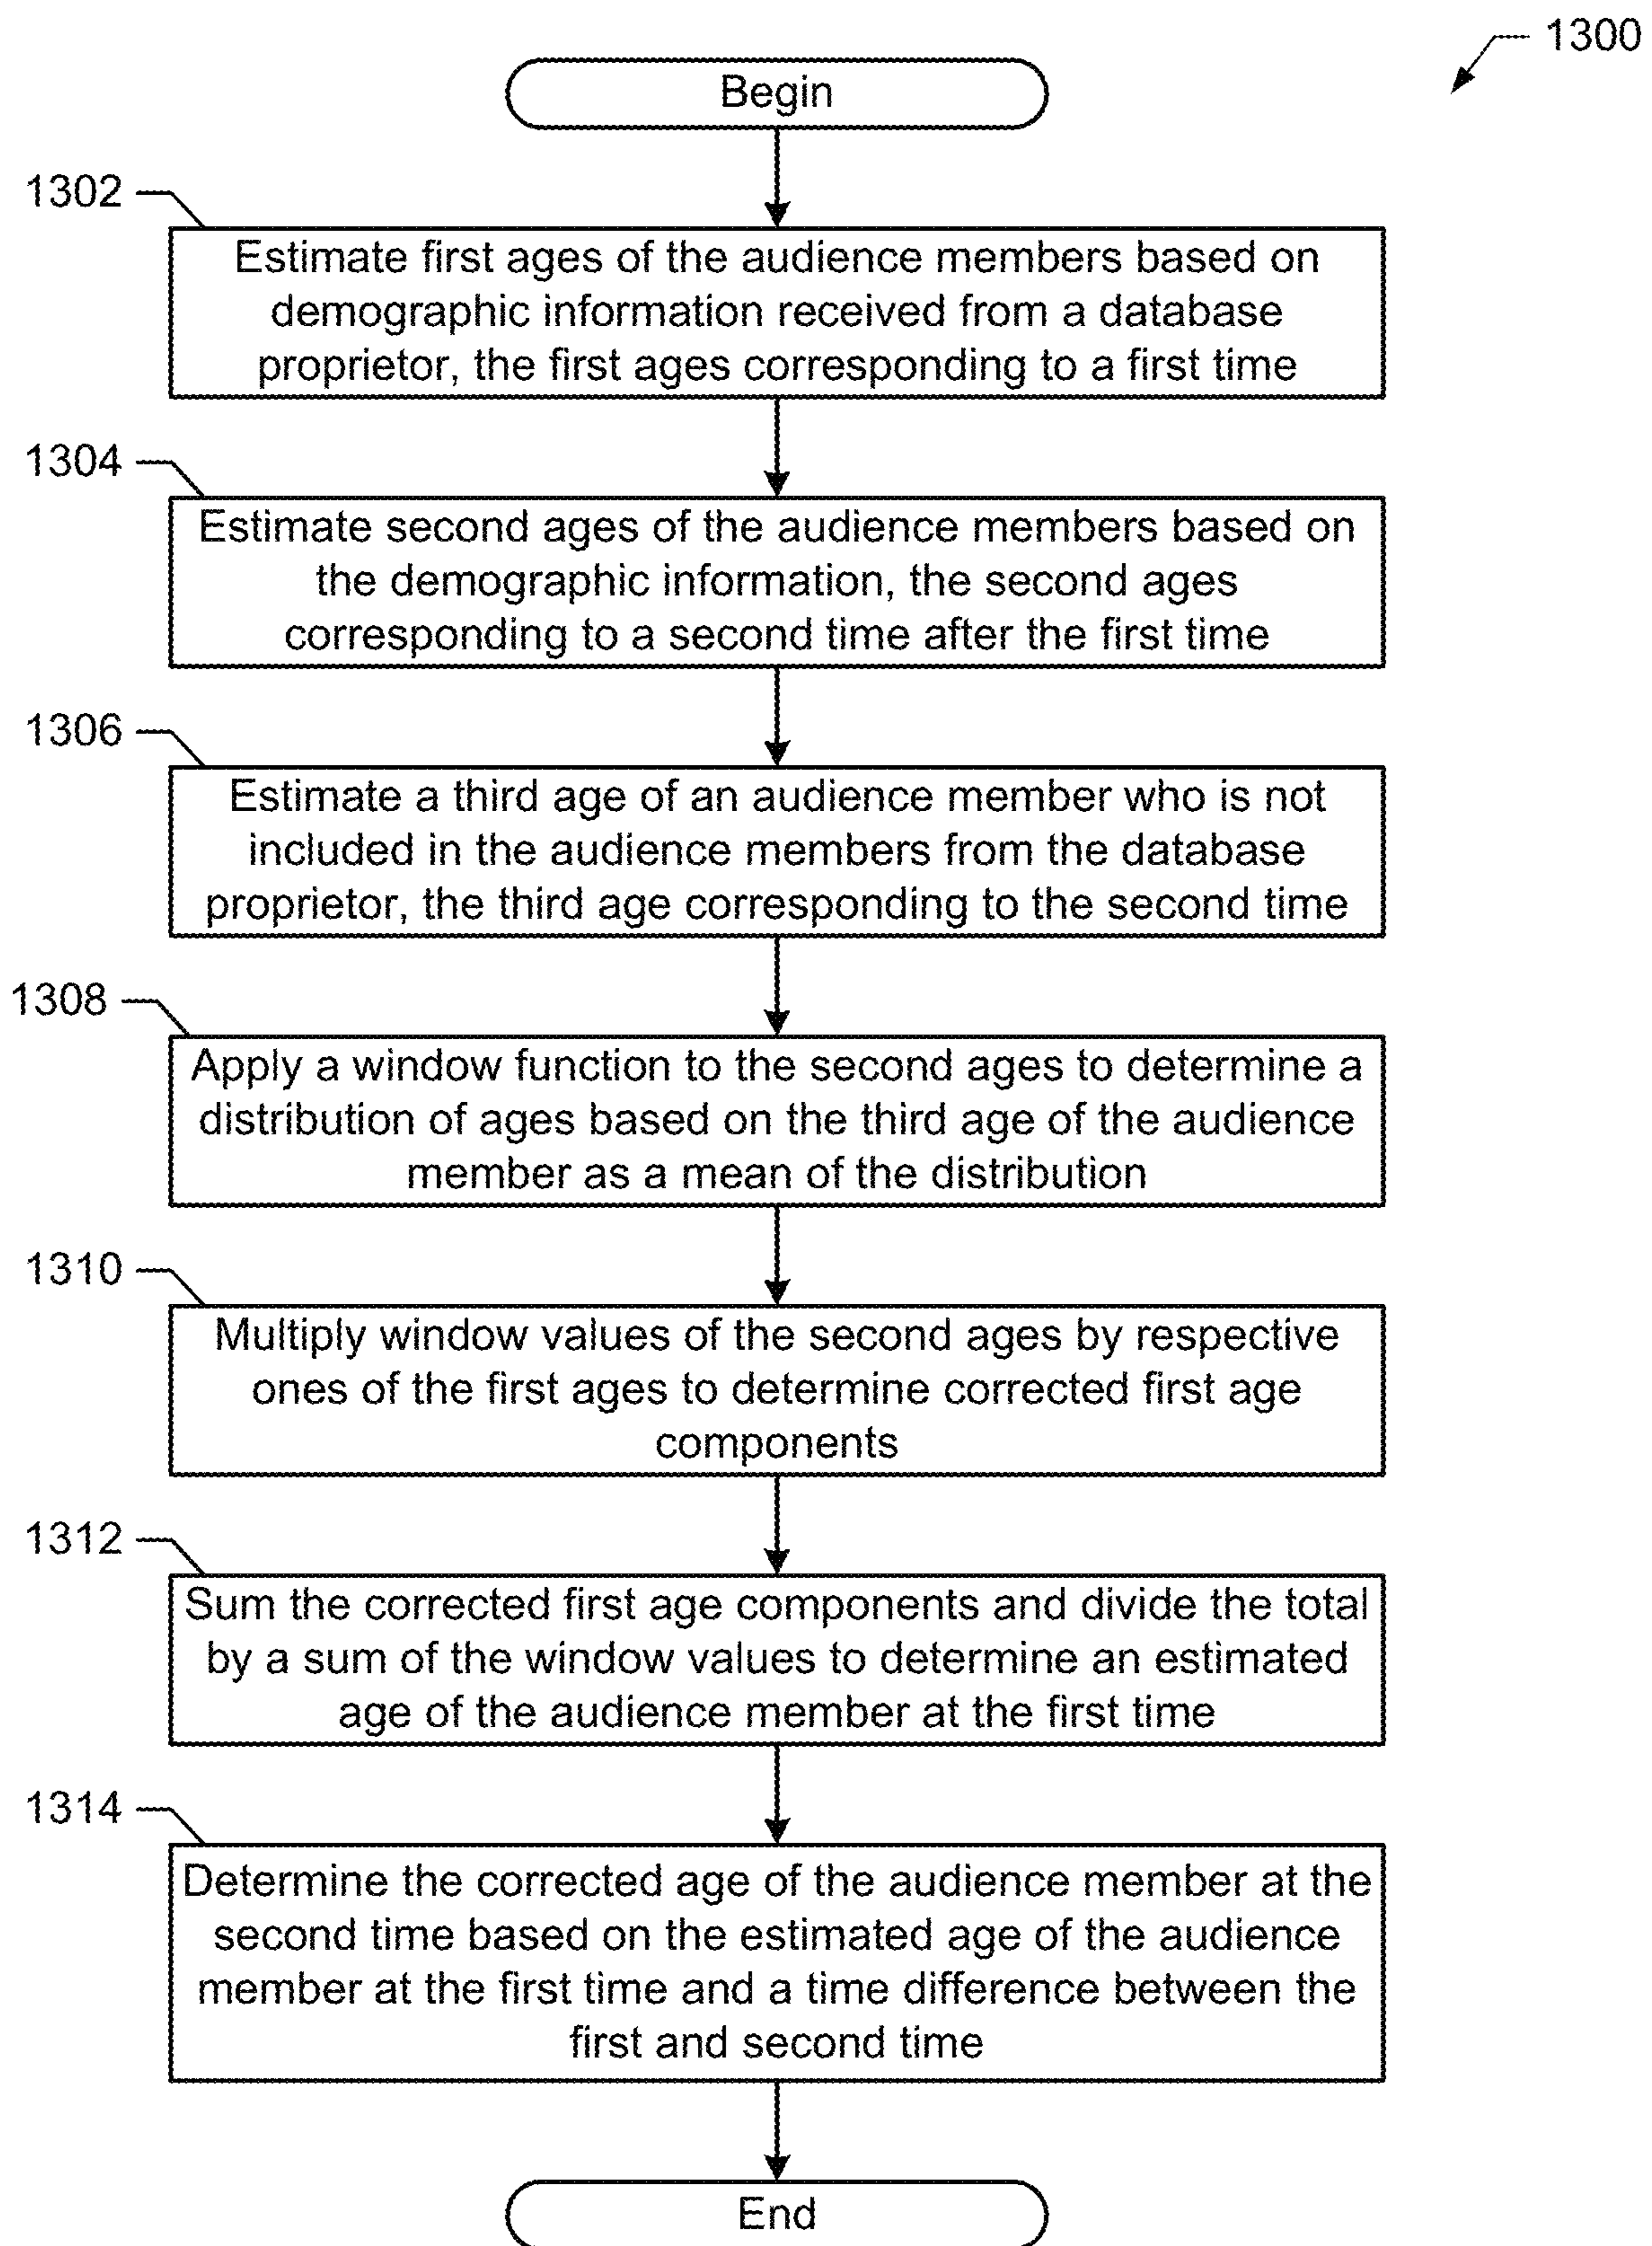 1300
Begin
1302
Estimate first ages of the audience members based on
demographic information received from a database
proprietor, the first ages corresponding to a first time
1304
Estimate second ages of the audience members based on
the demographic information, the second ages
corresponding to a second time after the first time
1306
Estimate a third age of an audience member who is not
included in the audience members from the database
proprietor, the third age corresponding to the second time
1308
Apply a window function to the second ages to determine a
distribution of ages based on the third age of the audience
member as a mean of the distribution
1310
Multiply window values of the second ages by respective
ones of the first ages to determine corrected first age
components
1312
Sum the corrected first age components and divide the total
by a sum of the window values to determine an estimated
age of the audience member at the first time
1314
Determine the corrected age of the audience member at the
second time based on the estimated age of the audience
member at the first time and a time difference between the
first and second time
End